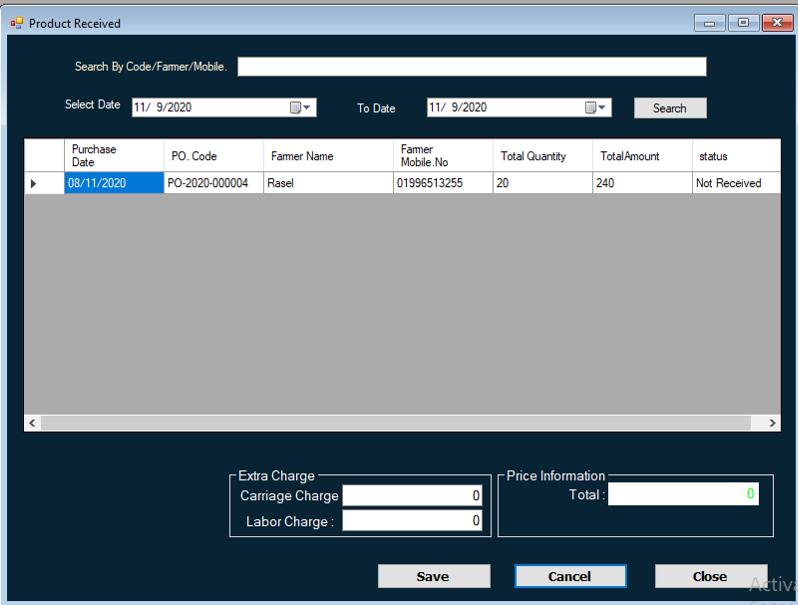 Product Received
Search By Code/Farmer/Mobile.
Select Date 11/ 9/2020 To Date 11/ 9/2020 Search
Purchase Date PO. Code Farmer Name Farmer Mobile.No Total Quantity TotalAmount status
08/11/2020 PO-2020-000004 Rasel 01996513255 20 240 Not Received
Extra Charge Price Information
Carriage Charge 0 Total : 0
Labor Charge : 0
Save Cancel Close